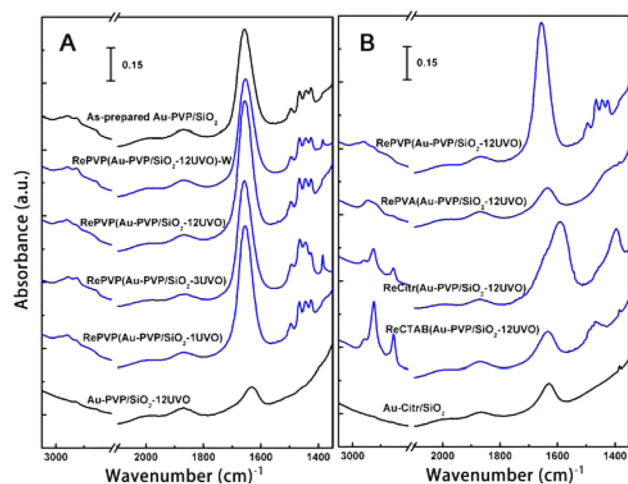 A
0.15
As-prepared Au-PVP/SiO₂
RePVP(Au-PVP/SiO₂-12UVO)-W
RePVP(Au-PVP/SiO₂-12UVO)
RePVP(Au-PVP/SiO₂-3UVO)
RePVP(Au-PVP/SiO₂-1UVO)
Au-PVP/SiO₂-12UVO
3000 2000 1800 1600 1400
Wavenumber (cm)⁻¹
Absorbance (a.u.)
B
0.15
RePVP(Au-PVP/SiO₂-12UVO)
RePVA(Au-PVP/SiO₂-12UVO)
ReCitr(Au-PVP/SiO₂-12UVO)
ReCTAB(Au-PVP/SiO₂-12UVO)
Au-Citr/SiO₂
3000 2000 1800 1600 1400
Wavenumber (cm)⁻¹